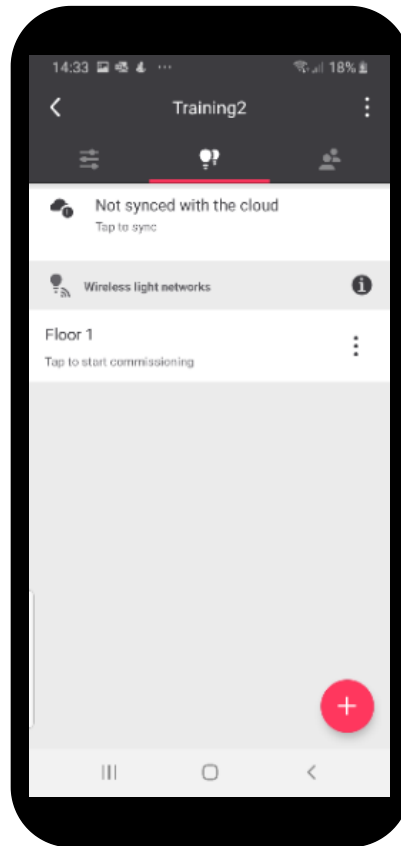 14:33 ... 18%
Training2
Not synced with the cloud
Tap to sync
Wireless light networks
Floor 1
Tap to start commissioning